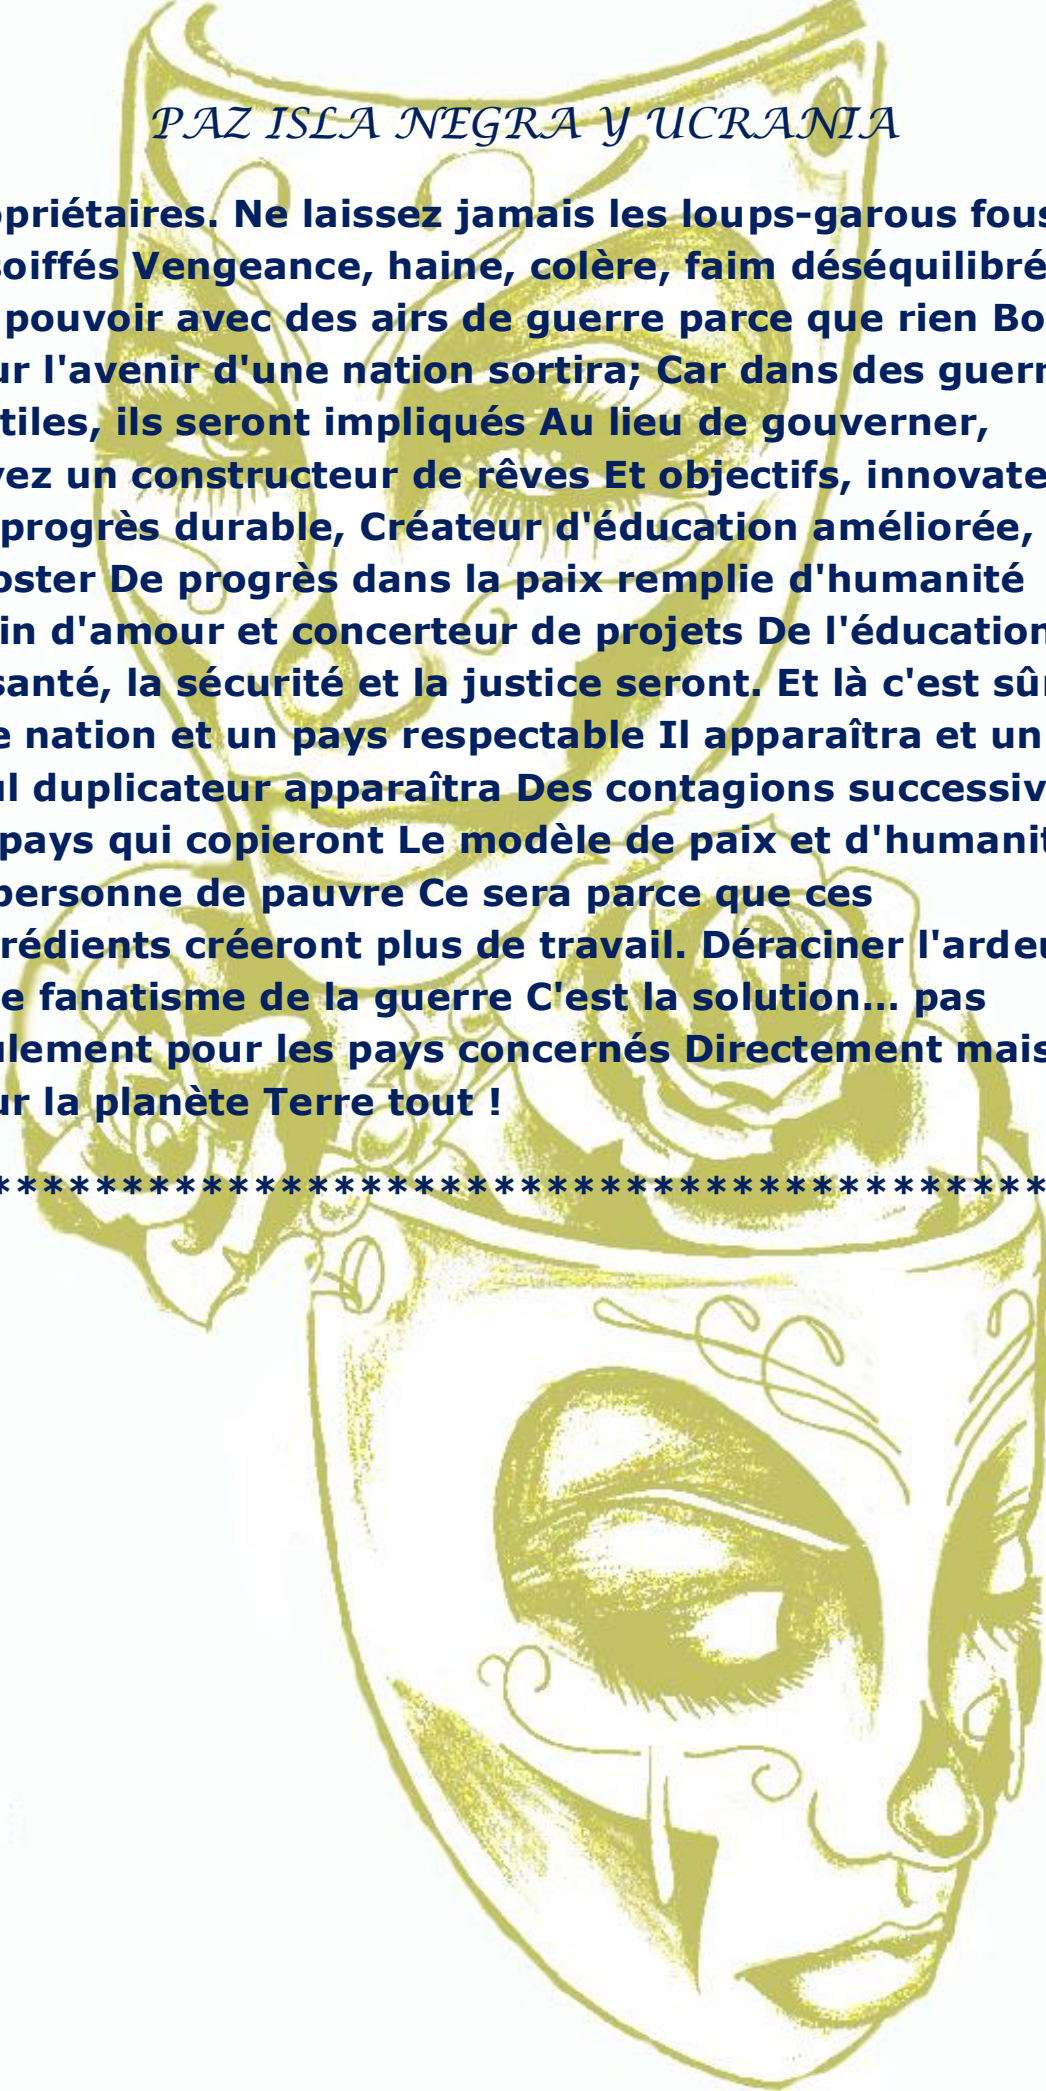 PAZ ISLA NEGRA Y UCRANIA
opriétaires. Ne laissez jamais les loups-garous fous
soiffés Vengeance, haine, colère, faim déséquilibré
pouvoir avec des airs de guerre parce que rien Bo
ur l'avenir d'une nation sortira; Car dans des guerr
tiles, ils seront impliqués Au lieu de gouverner,
yez un constructeur de rêves Et objectifs, innovate
progrès durable, Créateur d'éducation améliorée,
oster De progrès dans la paix remplie d'humanité
in d'amour et concerteur de projets De l'éducation
santé, la sécurité et la justice seront. Et là c'est sûr
e nation et un pays respectable Il apparaîtra et un
ul duplicateur apparaîtra Des contagions successiv
pays qui copieront Le modèle de paix et d'humanit
personne de pauvre Ce sera parce que ces
grédients créeront plus de travail. Déraciner l'ardeu
e fanatisme de la guerre C'est la solution... pas
ulement pour les pays concernés Directement mais
ur la planète Terre tout !
****************************************